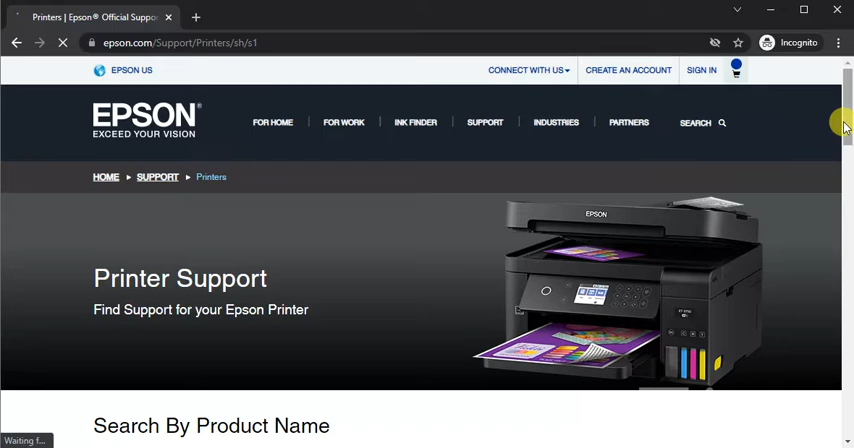 Printers | Epson® Official Suppo
epson.com/Support/Printers/sh/s1
Incognito
EPSON US
CONNECT WITH US
CREATE AN ACCOUNT
SIGN IN
EPSON®
EXCEED YOUR VISION
FOR HOME
FOR WORK
INK FINDER
SUPPORT
INDUSTRIES
PARTNERS
SEARCH
HOME
SUPPORT
Printers
EPSON
Printer Support
Find Support for your Epson Printer
Search By Product Name
Waiting f...